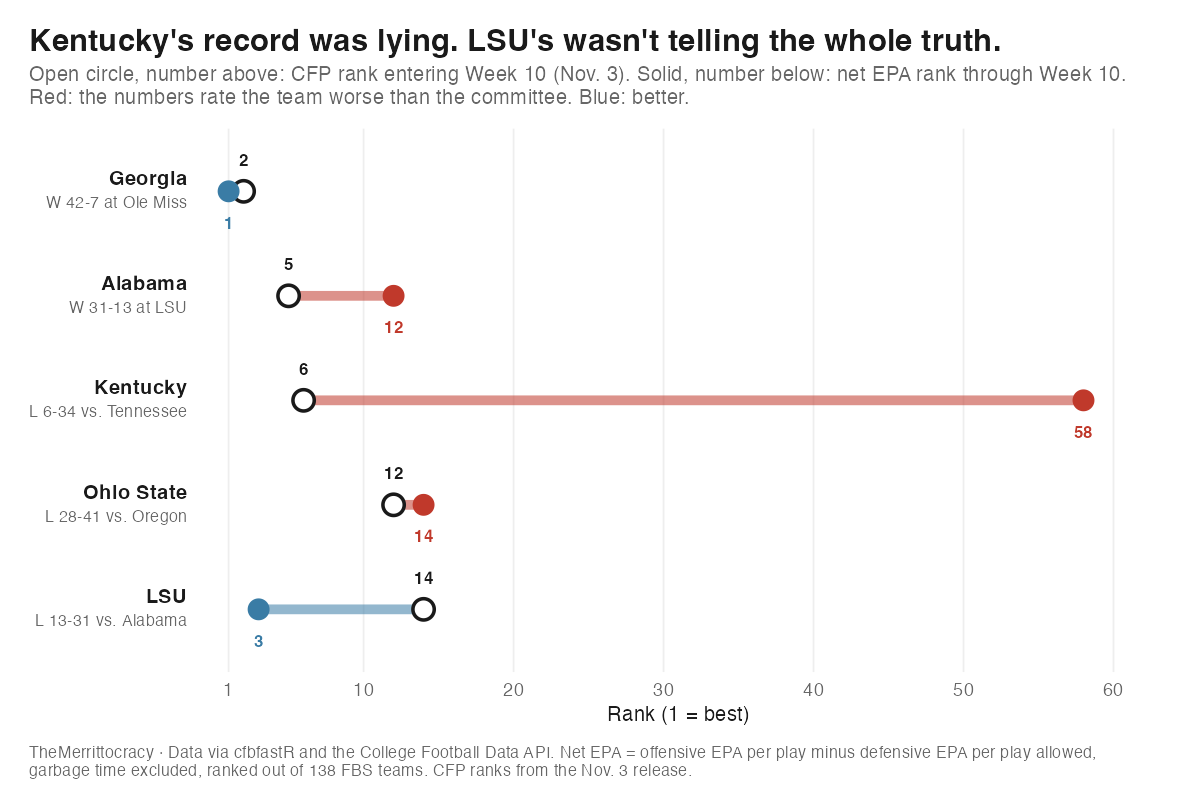 Kentucky's record was lying. LSU's wasn't telling the whole truth.
Open circle, number above: CFP rank entering Week 10 (Nov. 3). Solid, number below: net EPA rank through Week 10.
Red: the numbers rate the team worse than the committee. Blue: better.
2
Georgia
W 42-7 at Ole Miss
1
5
Alabama
W 31-13 at LSU
12
6
Kentucky
L 6-34 vs. Tennessee
58
12
Ohio State
L 28-41 vs. Oregon
14
14
LSU
L 13-31 vs. Alabama
3
1 10 20 30 40 50 60
Rank (1 = best)
TheMerrittocracy · Data via cfbfastR and the College Football Data API. Net EPA = offensive EPA per play minus defensive EPA per play allowed,
garbage time excluded, ranked out of 138 FBS teams. CFP ranks from the Nov. 3 release.